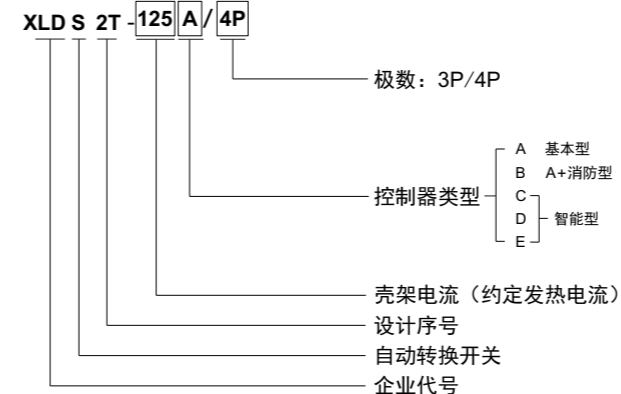 XLD S 2T-125 A/4P
极数：3P/4P
A 基本型
B A+消防型
控制器类型
C
D 智能型
E
壳架电流（约定发热电流）
设计序号
自动转换开关
企业代号